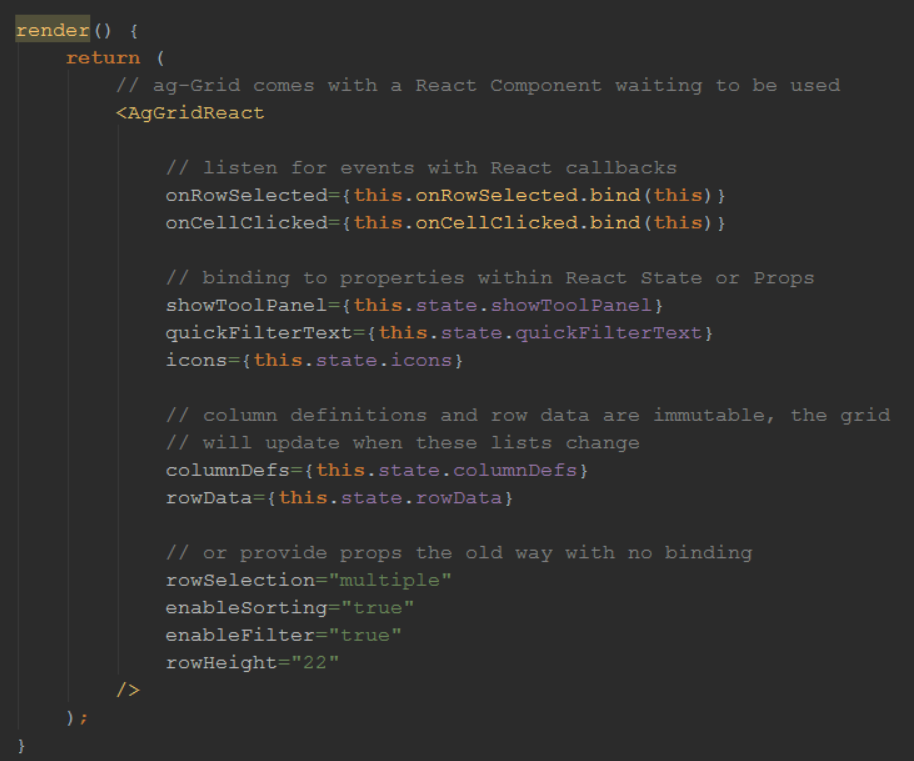 render() {
return (
// ag-Grid comes with a React Component waiting to be used
<AgGridReact
// listen for events with React callbacks
onRowSelected={this.onRowSelected.bind(this)}
onCellClicked={this.onCellClicked.bind(this)}
// binding to properties within React State or Props
showToolPanel={this.state.showToolPanel}
quickFilterText={this.state.quickFilterText}
icons={this.state.icons}
// column definitions and row data are immutable, the grid
// will update when these lists change
columnDefs={this.state.columnDefs}
rowData={this.state.rowData}
// or provide props the old way with no binding
rowSelection="multiple"
enableSorting="true"
enableFilter="true"
rowHeight="22"
/>
);
}